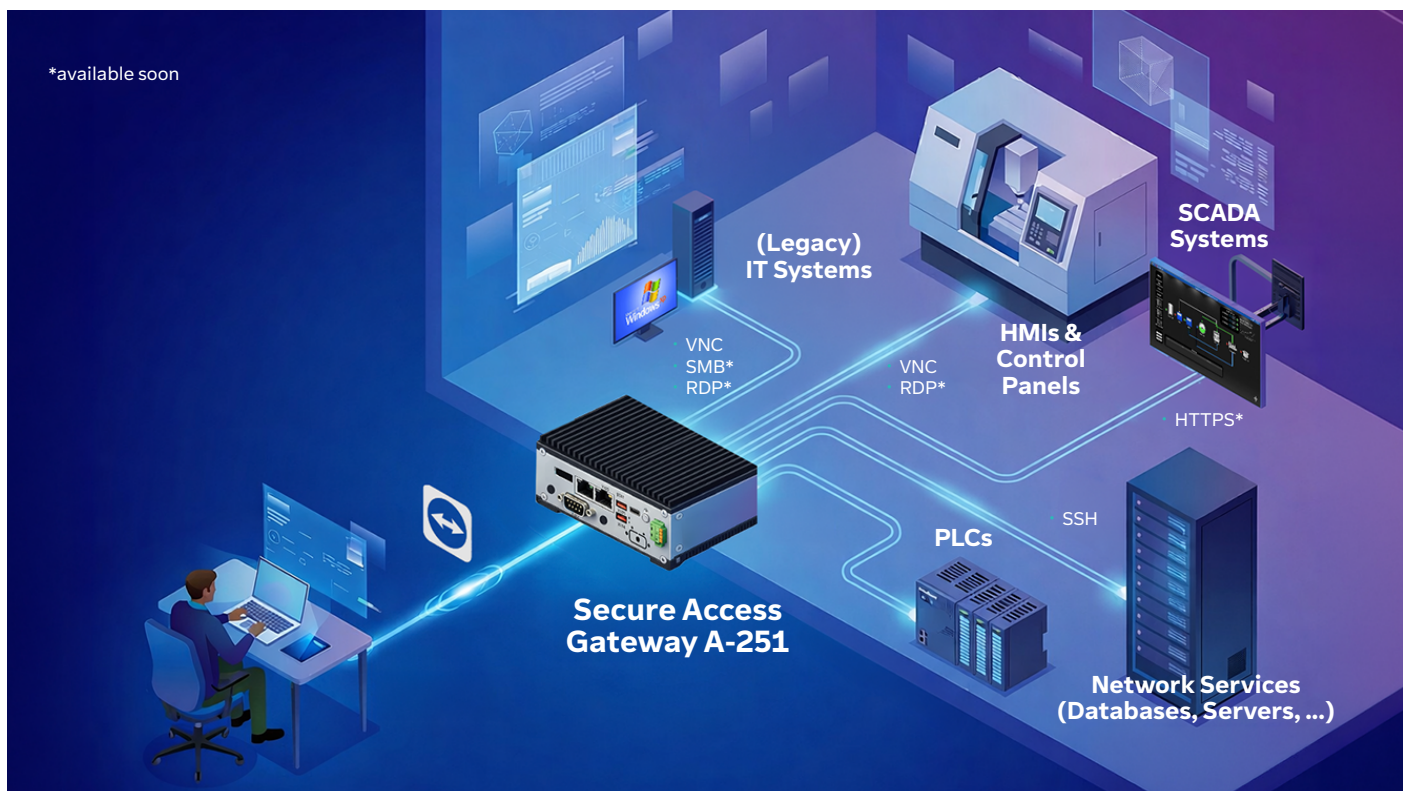 *available soon
SCADA
Systems
(Legacy)
IT Systems
Windows
HMIs &
Control
Panels
VNC
SMB*
RDP*
VNC
RDP*
HTTPS*
SSH
PLCs
Secure Access
Gateway A-251
Network Services
(Databases, Servers, ...)